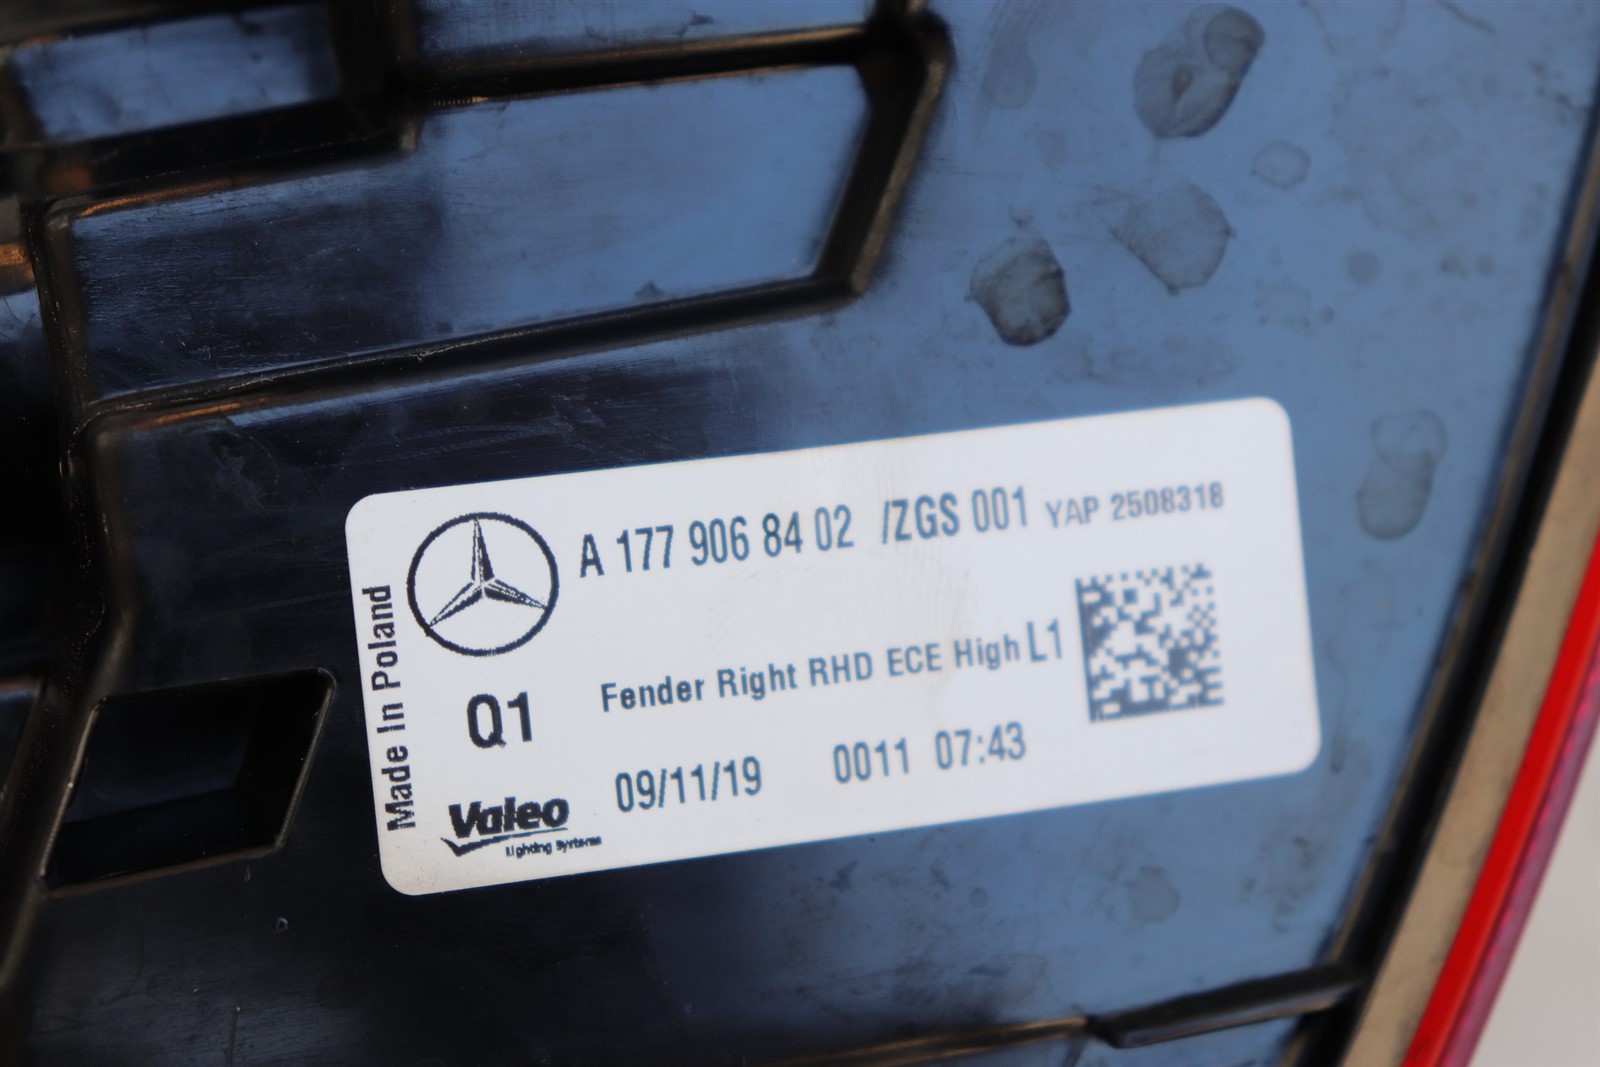 A 177 906 84 02 /ZGS 001 YAP 2508318
Fender Right RHD ECE High L1
Q1
09/11/19 0011 07:43
Valeo
Lighting Systems
Made In Poland